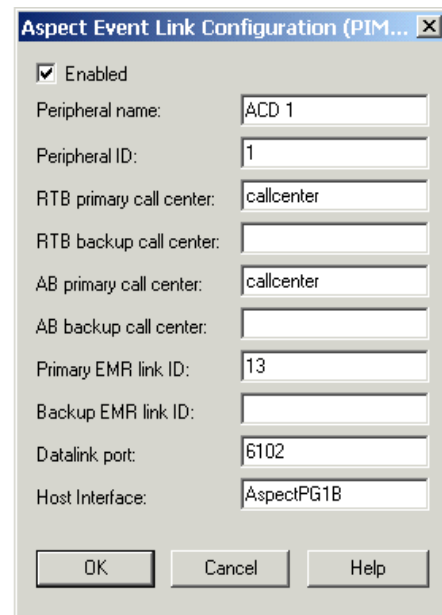 Aspect Event Link Configuration (PIM...
Enabled
Peripheral name: ACD 1
Peripheral ID: 1
RTB primary call center: callcenter
RTB backup call center:
AB primary call center: callcenter
AB backup call center:
Primary EMR link ID: 13
Backup EMR link ID:
Datalink port: 6102
Host Interface: AspectPG1B
OK Cancel Help